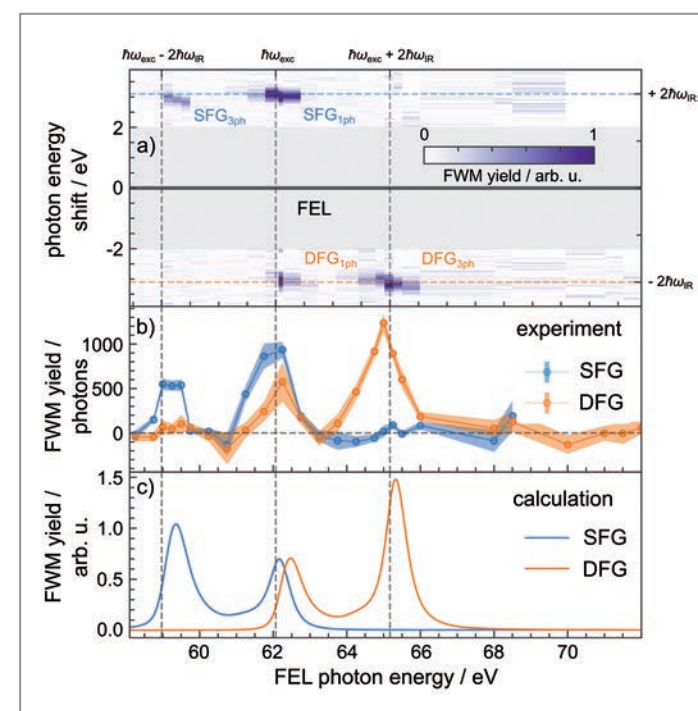 ℏω_exc - 2ℏω_IR ℏω_exc ℏω_exc + 2ℏω_IR
+ 2ℏω_IR
SFG_3ph SFG_1ph
2
a)
0 1
FWM yield / arb. u.
photon energy
shift / eV
0
FEL
-2
DFG_1ph DFG_3ph
- 2ℏω_IR
b) experiment
1000
SFG
FWM yield /
photons
500
DFG
0
1.5
c) calculation
FWM yield /
arb. u.
1.0
SFG
0.5
DFG
0.0
60 62 64 66 68 70
FEL photon energy / eV